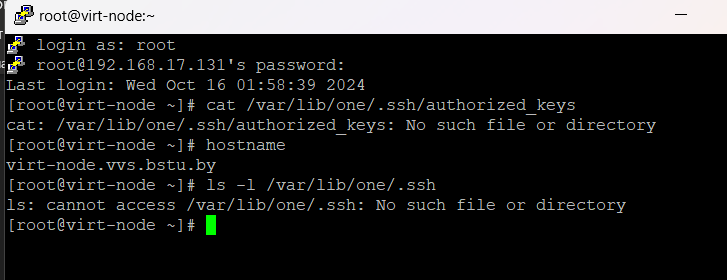 root@virt-node:~
login as: root
root@192.168.17.131's password:
Last login: Wed Oct 16 01:58:39 2024
[root@virt-node ~]# cat /var/lib/one/.ssh/authorized_keys
cat: /var/lib/one/.ssh/authorized_keys: No such file or directory
[root@virt-node ~]# hostname
virt-node.vvs.bstu.by
[root@virt-node ~]# ls -l /var/lib/one/.ssh
ls: cannot access /var/lib/one/.ssh: No such file or directory
[root@virt-node ~]#